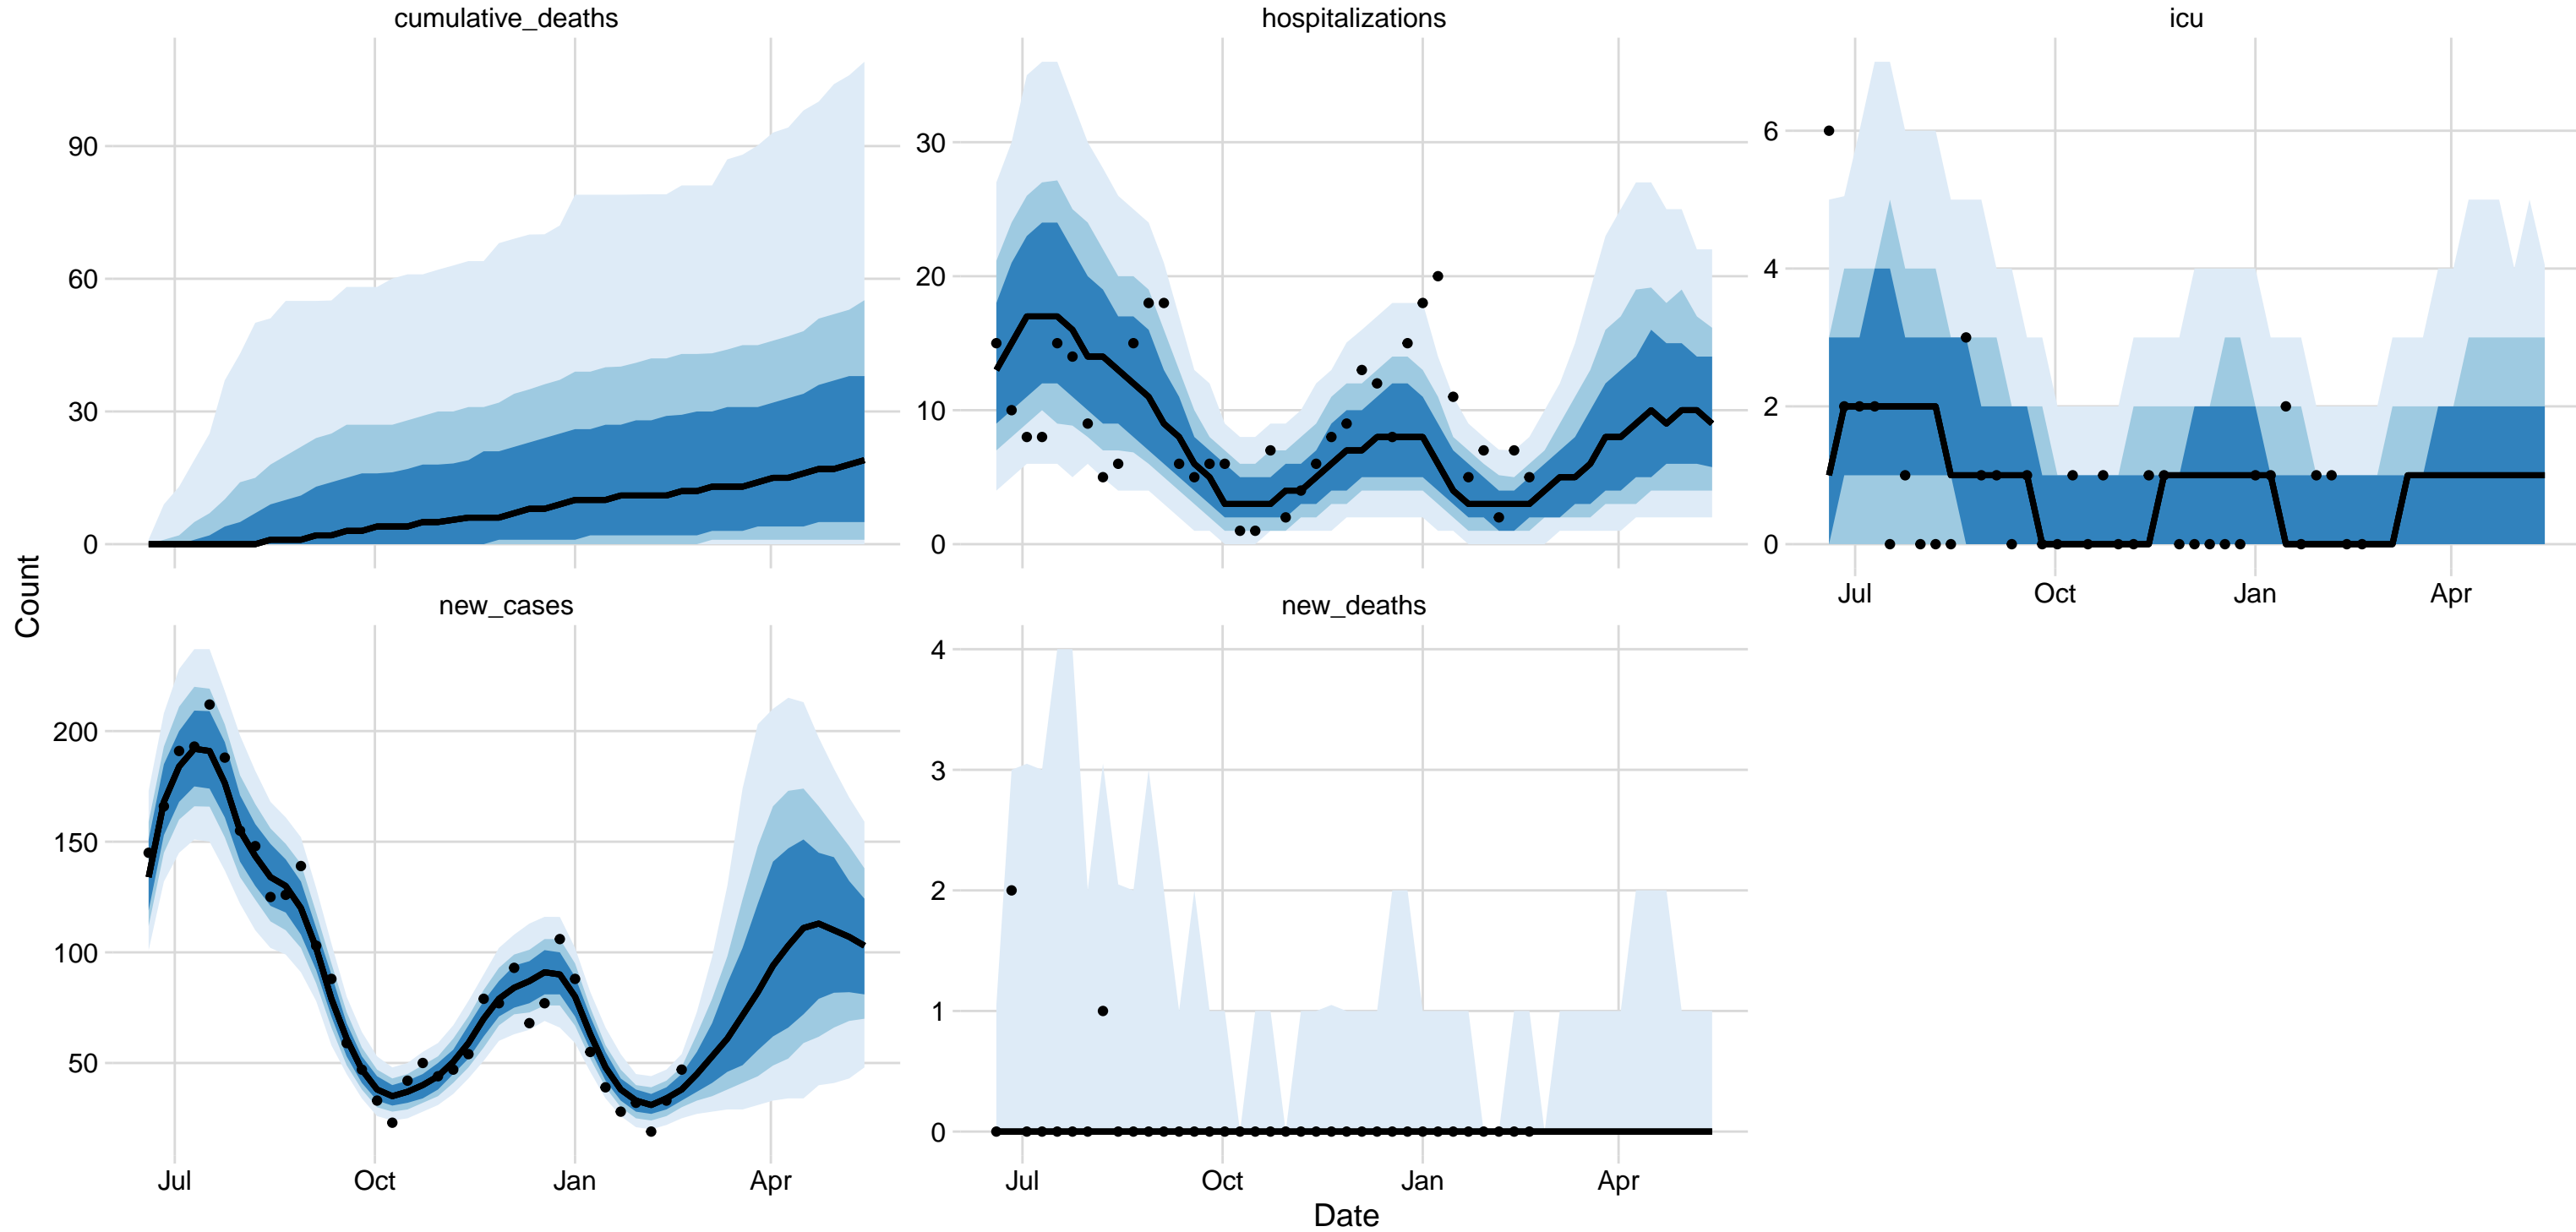 cumulative_deaths
hospitalizations
icu
90
60
30
0
30
20
10
0
6
4
2
0
Jul Oct Jan Apr
Count
new_cases
new_deaths
200
150
100
50
4
3
2
1
0
Jul Oct Jan Apr
Jul Oct Jan Apr
Date